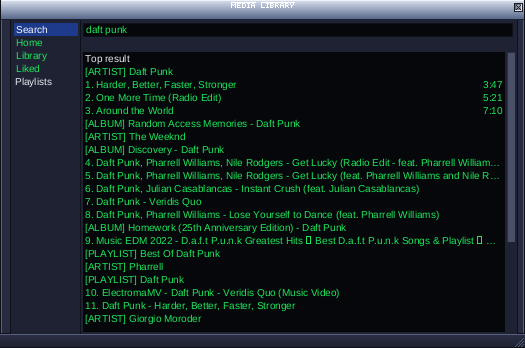 MEDIA LIBRARY
Search
daft punk
Home
Library
Liked
Playlists
Top result
[ARTIST] Daft Punk
1. Harder, Better, Faster, Stronger 3:47
2. One More Time (Radio Edit) 5:21
3. Around the World 7:10
[ALBUM] Random Access Memories - Daft Punk
[ARTIST] The Weeknd
[ALBUM] Discovery - Daft Punk
4. Daft Punk, Pharrell Williams, Nile Rodgers - Get Lucky (Radio Edit - feat. Pharrell William...
5. Daft Punk, Pharrell Williams, Nile Rodgers - Get Lucky (feat. Pharrell Williams and Nile R...
6. Daft Punk, Julian Casablancas - Instant Crush (feat. Julian Casablancas)
7. Daft Punk - Veridis Quo
8. Daft Punk, Pharrell Williams - Lose Yourself to Dance (feat. Pharrell Williams)
[ALBUM] Homework (25th Anniversary Edition) - Daft Punk
9. Music EDM 2022 - D.a.f.t P.u.n.k Greatest Hits ▯ Best D.a.f.t P.u.n.k Songs & Playlist ▯ ...
[PLAYLIST] Best Of Daft Punk
[ARTIST] Pharrell
[PLAYLIST] Daft Punk
10. ElectromaMV - Daft Punk - Veridis Quo (Music Video)
11. Daft Punk - Harder, Better, Faster, Stronger
[ARTIST] Giorgio Moroder